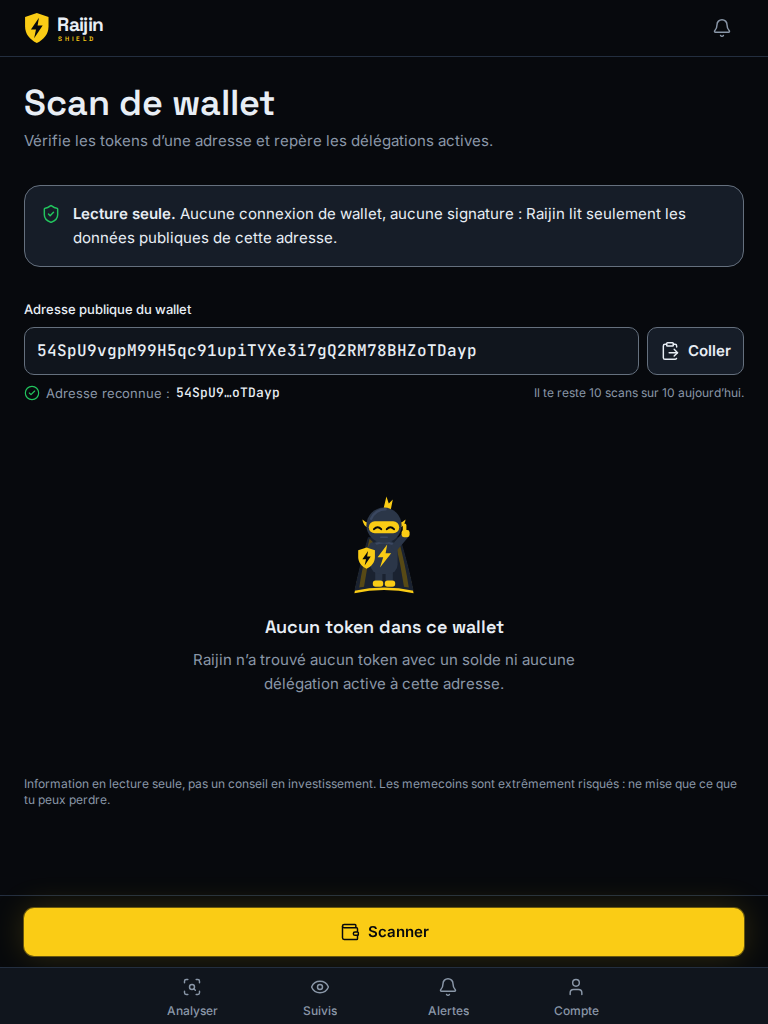 Raijin
SHIELD
Scan de wallet
Vérifie les tokens d’une adresse et repère les délégations actives.
Lecture seule. Aucune connexion de wallet, aucune signature : Raijin lit seulement les
données publiques de cette adresse.
Adresse publique du wallet
54SpU9vgpM99H5qc91upiTYXe3i7gQ2RM78BHZoTDayp
Coller
Adresse reconnue : 54SpU9…oTDayp
Il te reste 10 scans sur 10 aujourd’hui.
Aucun token dans ce wallet
Raijin n’a trouvé aucun token avec un solde ni aucune
délégation active à cette adresse.
Information en lecture seule, pas un conseil en investissement. Les memecoins sont extrêmement risqués : ne mise que ce que
tu peux perdre.
Scanner
Analyser
Suivis
Alertes
Compte